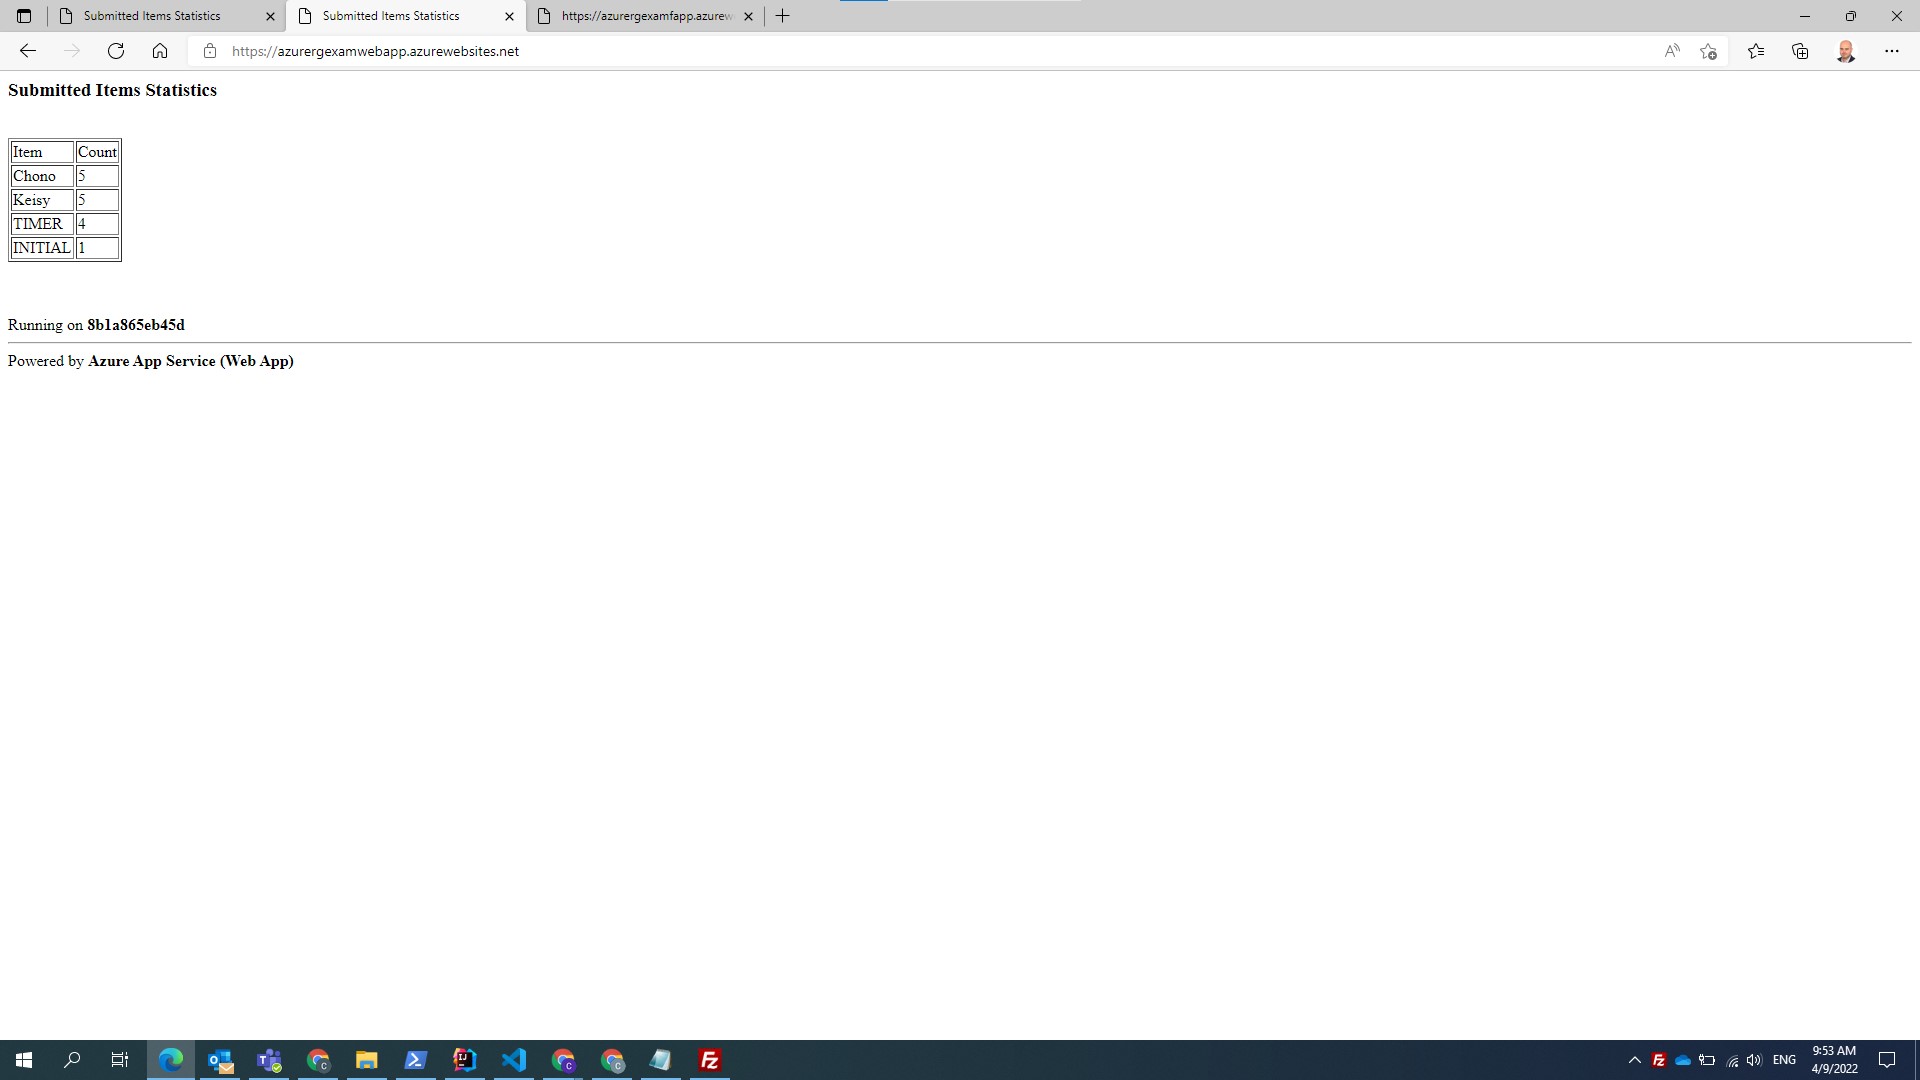 Submitted Items Statistics
Submitted Items Statistics
https://azurergexamfapp.azurew
https://azurergexamwebapp.azurewebsites.net
Submitted Items Statistics
Item Count
Chono 5
Keisy 5
TIMER 4
INITIAL 1
Running on 8b1a865eb45d
Powered by Azure App Service (Web App)
ENG
9:53 AM
4/9/2022